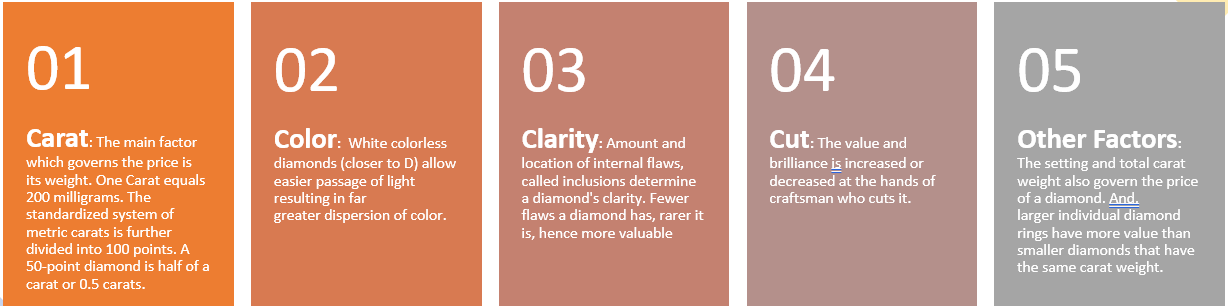 01
Carat: The main factor
which governs the price is
its weight. One Carat equals
200 milligrams. The
standardized system of
metric carats is further
divided into 100 points. A
50-point diamond is half of a
carat or 0.5 carats.
02
Color:  White colorless
diamonds (closer to D) allow
easier passage of light
resulting in far
greater dispersion of color.
03
Clarity: Amount and
location of internal flaws,
called inclusions determine
a diamond's clarity. Fewer
flaws a diamond has, rarer it
is, hence more valuable
04
Cut: The value and
brilliance is increased or
decreased at the hands of
craftsman who cuts it.
05
Other Factors:
The setting and total carat
weight also govern the price
of a diamond. And.
larger individual diamond
rings have more value than
smaller diamonds that have
the same carat weight.